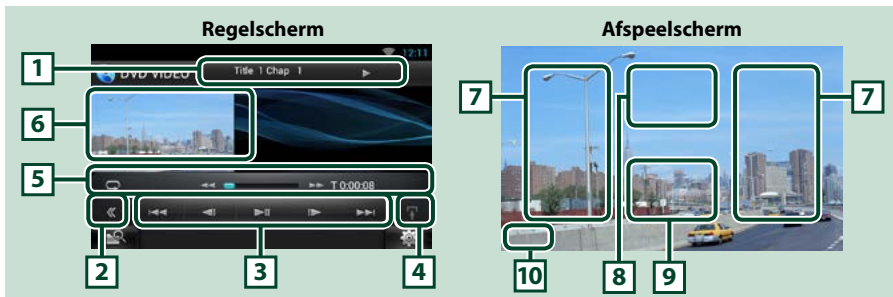 Regelscherm
Afspeelscherm
12:11
DVD VIDEO
Title 1 Chap 1
T 0:00:08
1
6
5
2
3
4
7
8
7
10
9